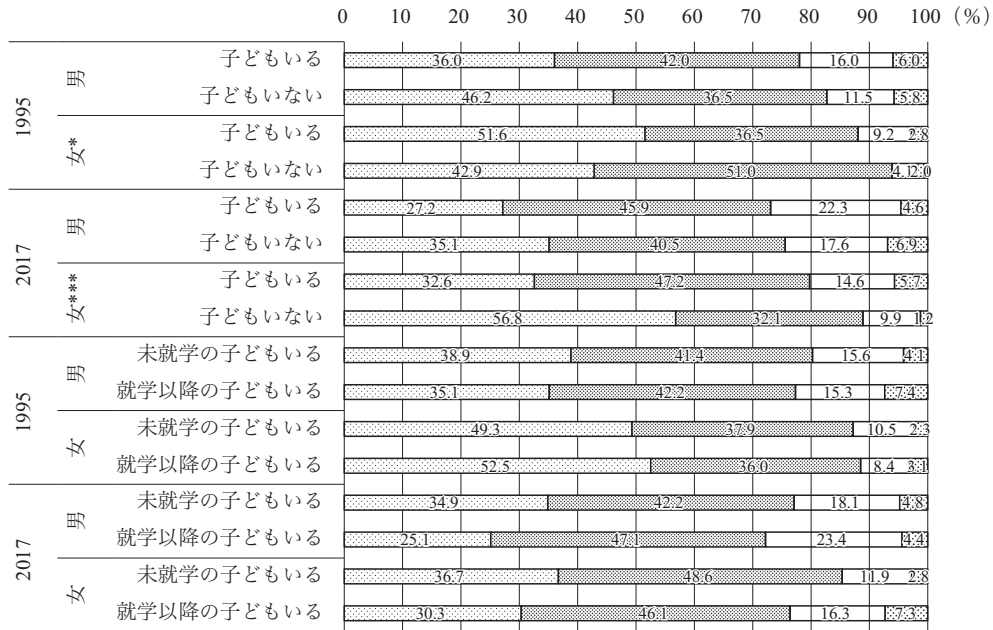 0 10 20 30 40 50 60 70 80 90 100 (%)
1995
男
子どもいる 36.0 42.0 16.0 6.0
子どもいない 46.2 36.5 11.5 5.8
女*
子どもいる 51.6 36.5 9.2 2.8
子どもいない 42.9 51.0 4.1 2.0
2017
男
子どもいる 27.2 45.9 22.3 4.6
子どもいない 35.1 40.5 17.6 6.9
女***
子どもいる 32.6 47.2 14.6 5.7
子どもいない 56.8 32.1 9.9 1.2
1995
男
未就学の子どもいる 38.9 41.4 15.6 4.1
就学以降の子どもいる 35.1 42.2 15.3 7.4
女
未就学の子どもいる 49.3 37.9 10.5 2.3
就学以降の子どもいる 52.5 36.0 8.4 3.1
2017
男
未就学の子どもいる 34.9 42.2 18.1 4.8
就学以降の子どもいる 25.1 47.1 23.4 4.4
女
未就学の子どもいる 36.7 48.6 11.9 2.8
就学以降の子どもいる 30.3 46.1 16.3 7.3